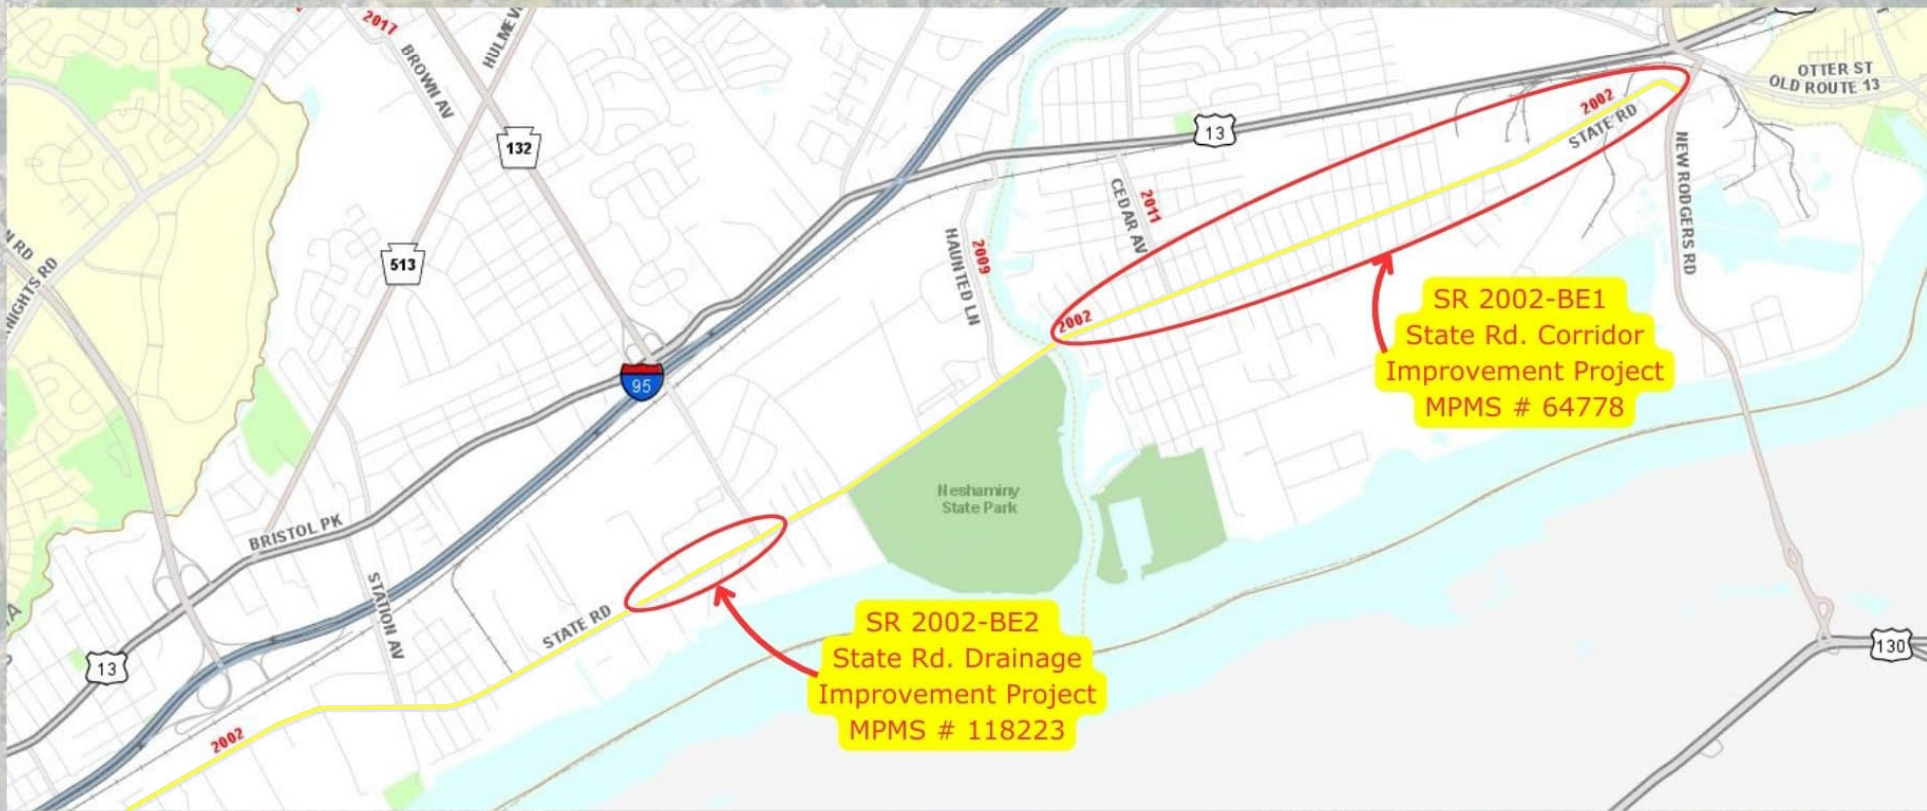 2017
BROWN AV
HULMEV
132
513
N RD
KNIGHTS RD
13
OTTER ST
OLD ROUTE 13
2002
STATE RD
NEW RODGERS RD
2011
CEDAR AV
2009
HAUNTED LN
2002
SR 2002-BE1
State Rd. Corridor
Improvement Project
MPMS # 64778
95
Neshaminy
State Park
BRISTOL PK
STATION AV
STATE RD
SR 2002-BE2
State Rd. Drainage
Improvement Project
MPMS # 118223
13
2002
130